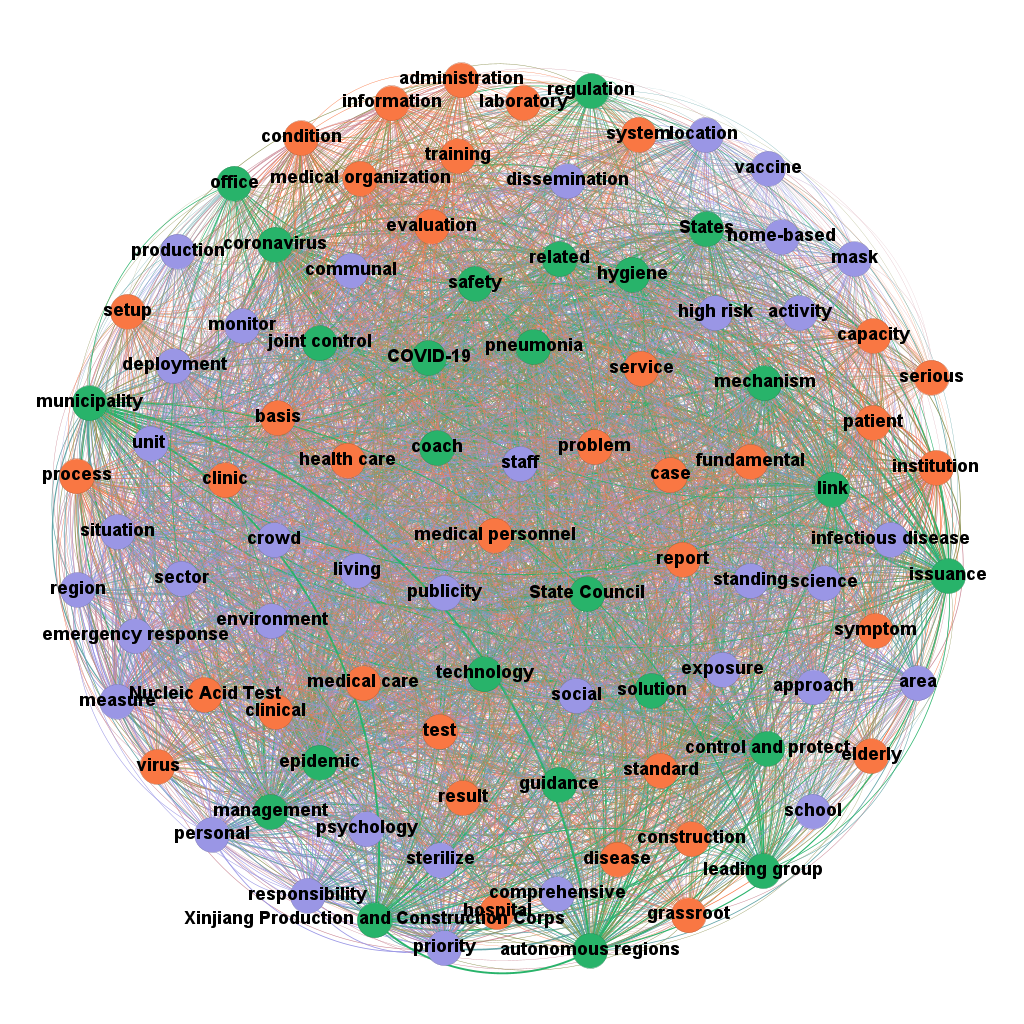 administration
information
laboratory
regulation
condition
system
location
training
vaccine
medical organization
dissemination
office
evaluation
States
home-based
production
coronavirus
related
mask
communal
safety
hygiene
setup
monitor
high risk
activity
joint control
capacity
COVID-19
pneumonia
deployment
service
mechanism
serious
municipality
basis
patient
unit
coach
problem
health care
staff
fundamental
institution
process
clinic
case
link
situation
crowd
medical personnel
infectious disease
living
report
sector
standing
science
issuance
region
publicity
State Council
environment
emergency response
symptom
technology
exposure
medical care
social
solution
approach
area
measure
Nucleic Acid Test
clinical
test
control and protect
elderly
virus
epidemic
guidance
standard
result
management
school
personal
psychology
construction
sterilize
disease
leading group
responsibility
comprehensive
Xinjiang Production and Construction Corps
hospital
grassroot
priority
autonomous regions